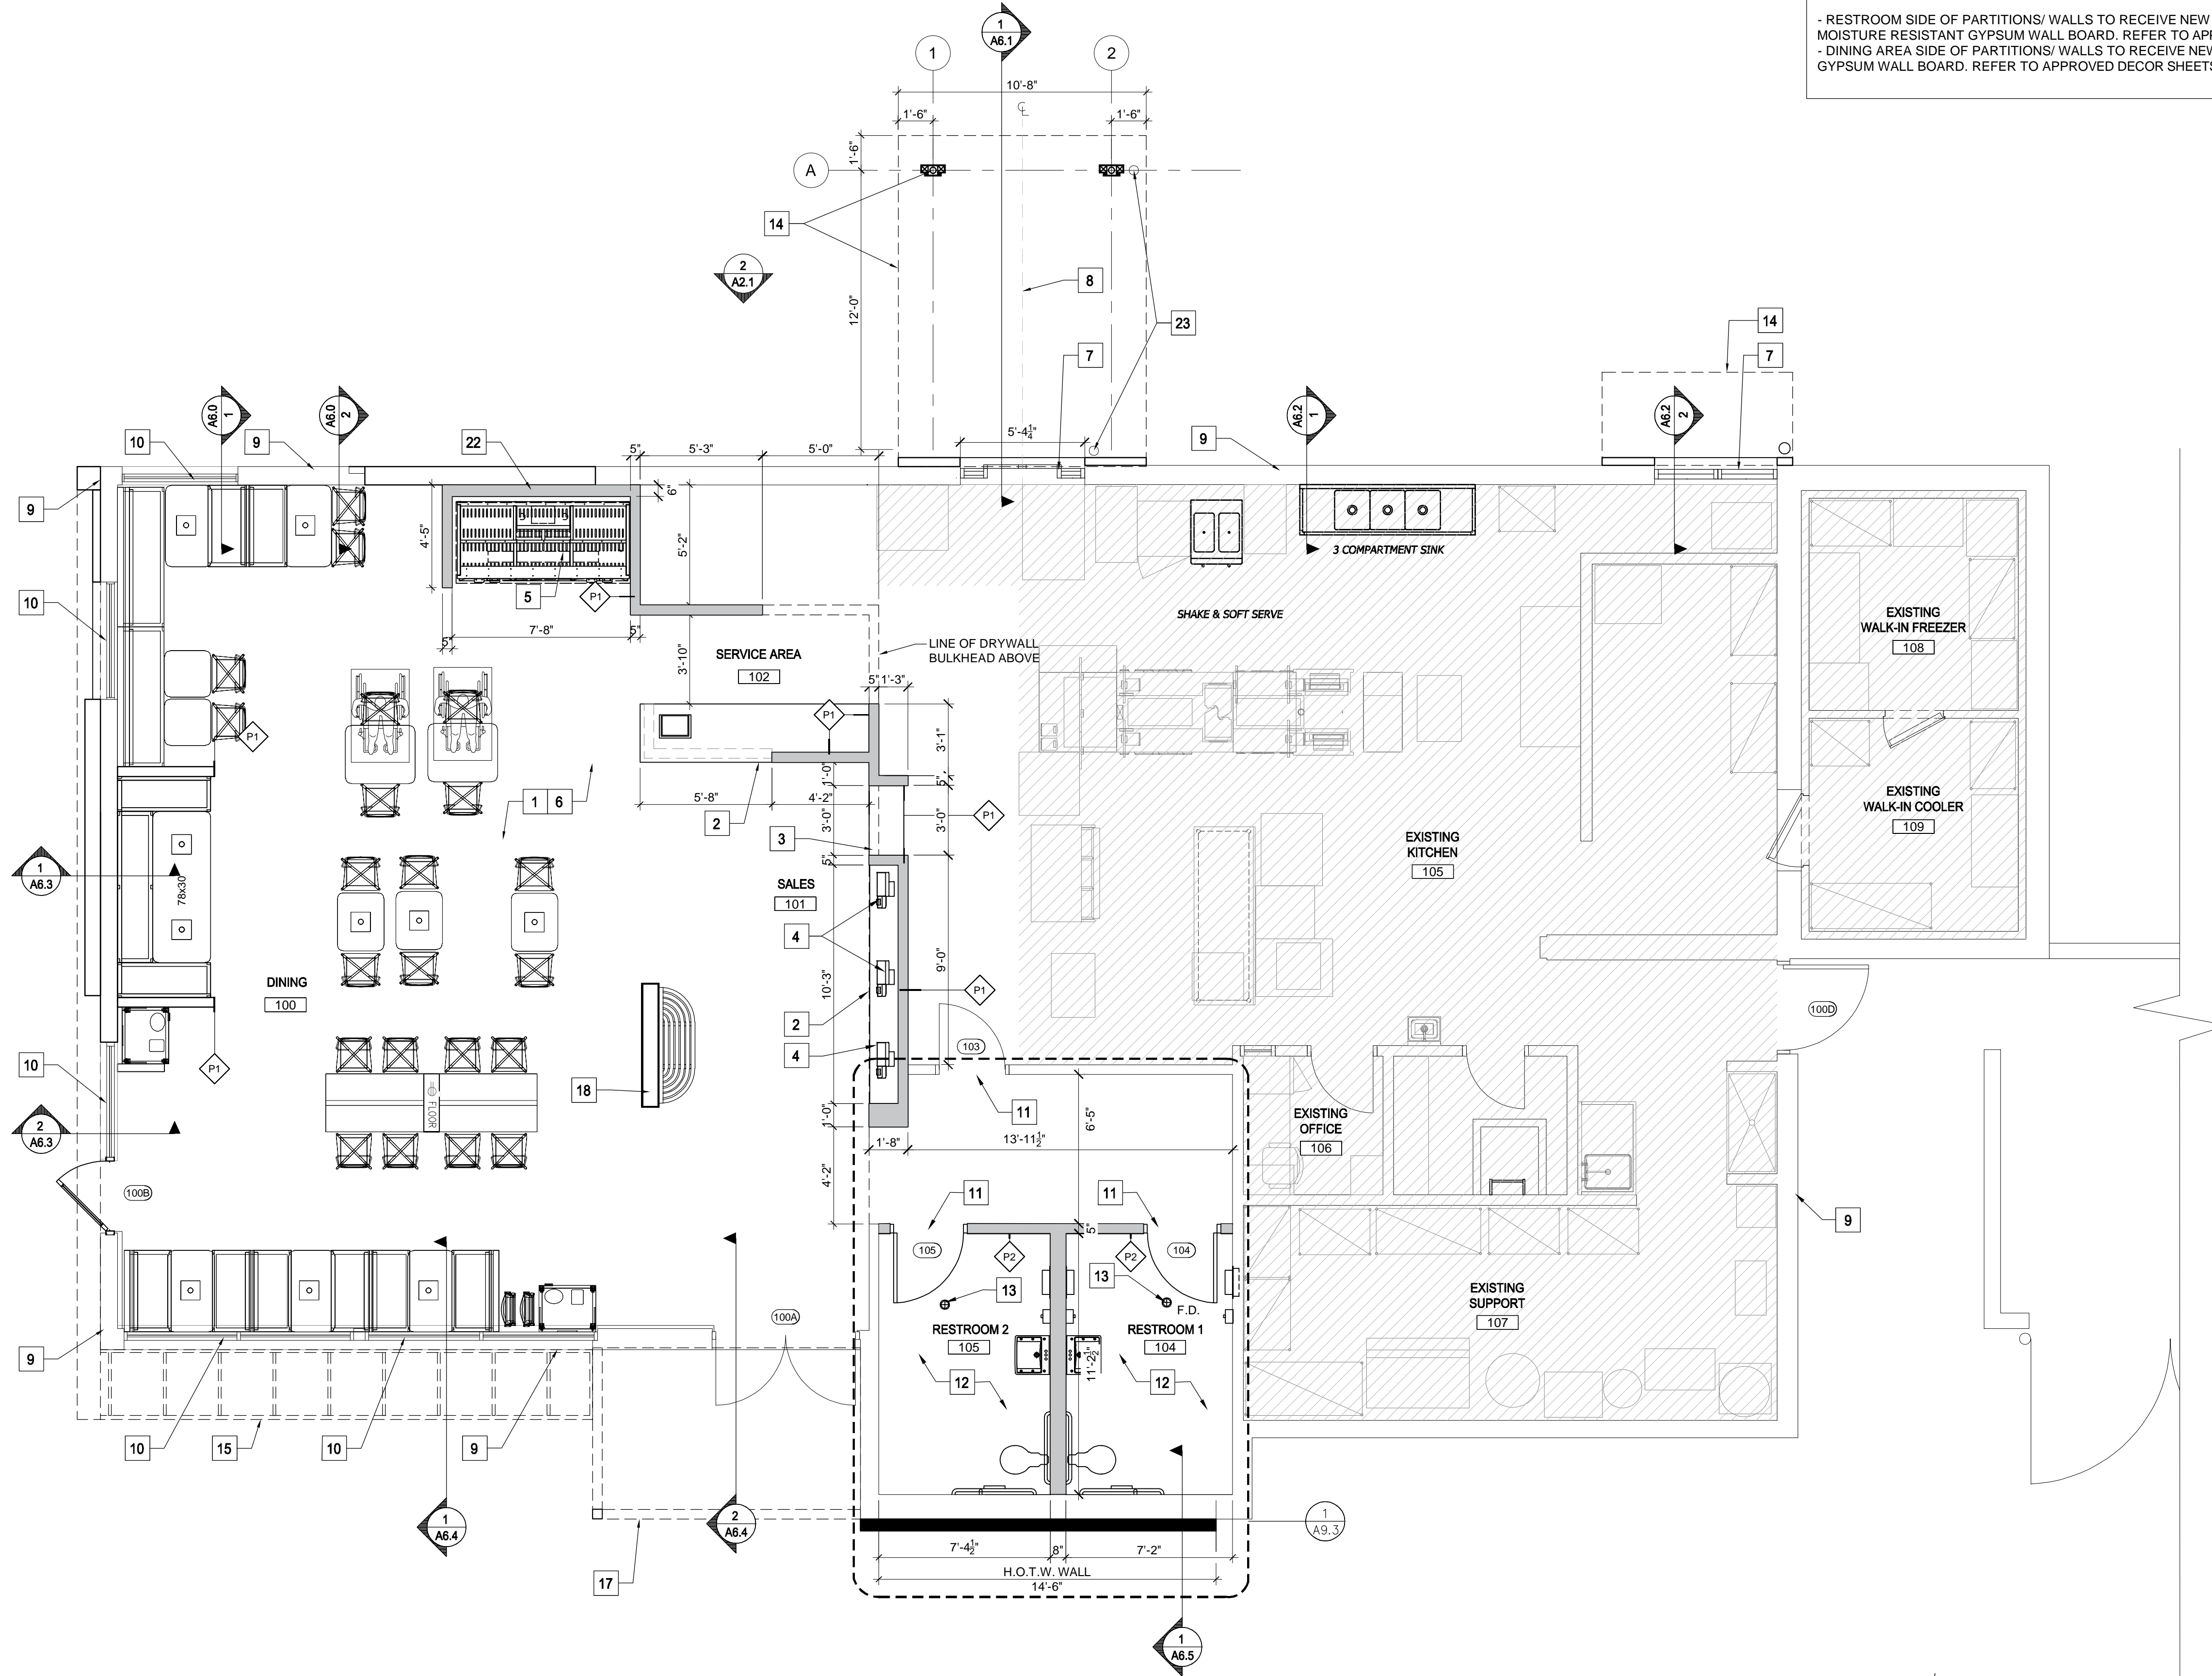 - RESTROOM SIDE OF PARTITIONS/ WALLS TO RECEIVE NEW
MOISTURE RESISTANT GYPSUM WALL BOARD. REFER TO
- DINING AREA SIDE OF PARTITIONS/ WALLS TO RECEIVE
GYPSUM WALL BOARD. REFER TO APPROVED DECOR
1
A6.1
1
2
10'-8"
1'-6"
1'-6"
1'-6"
A
14
2
A2.1
8
12'-0"
23
14
7
7
A6.0
1
A6.0
2
A6.2
1
A6.2
2
10
9
22
5"
5'-3"
5'-0"
5'-4¼"
9
9
6"
4'-5"
5'-2"
3 COMPARTMENT SINK
5
P1
10
SHAKE & SOFT SERVE
EXISTING
WALK-IN FREEZER
108
7'-8"
5"
5"
3'-10"
SERVICE AREA
102
LINE OF DRYWALL
BULKHEAD ABOVE
5"
1'-3"
P1
P1
3'-1"
1'-0"
5"
1
6
5'-8"
4'-2"
2
3'-0"
3'-0"
P1
3
EXISTING
WALK-IN COOLER
109
EXISTING
KITCHEN
105
5"
1
A6.3
78x30
SALES
101
4
9'-0"
10'-3"
P1
DINING
100
2
4
100D
103
10
P1
18
FLOOR
11
1'-0"
6'-5"
EXISTING
OFFICE
106
2
A6.3
1'-8"
13'-11½"
4'-2"
100B
11
11
9
5"
105
P2
P2
104
13
13
F.D.
EXISTING
SUPPORT
107
100A
RESTROOM 2
105
RESTROOM 1
104
11'-2½"
9
12
12
10
15
10
9
1
A6.4
2
A6.4
1
A9.3
7'-4½"
8"
7'-2"
H.O.T.W. WALL
14'-6"
17
1
A6.5